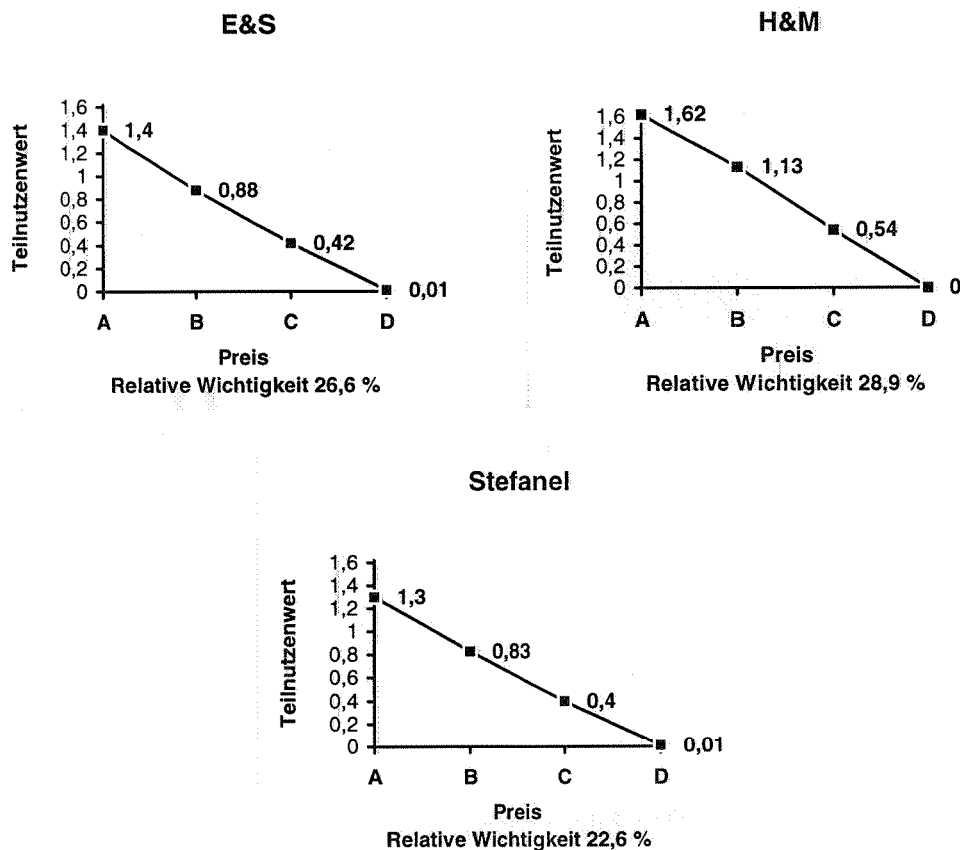 E&S
Teilnutzenwert
1,6
1,4
1,2
1
0,8
0,6
0,4
0,2
0
1,4
0,88
0,42
0,01
A B C D
Preis
Relative Wichtigkeit 26,6 %
H&M
Teilnutzenwert
1,6
1,4
1,2
1
0,8
0,6
0,4
0,2
0
1,62
1,13
0,54
0
A B C D
Preis
Relative Wichtigkeit 28,9 %
Stefanel
Teilnutzenwert
1,6
1,4
1,2
1
0,8
0,6
0,4
0,2
0
1,3
0,83
0,4
0,01
A B C D
Preis
Relative Wichtigkeit 22,6 %